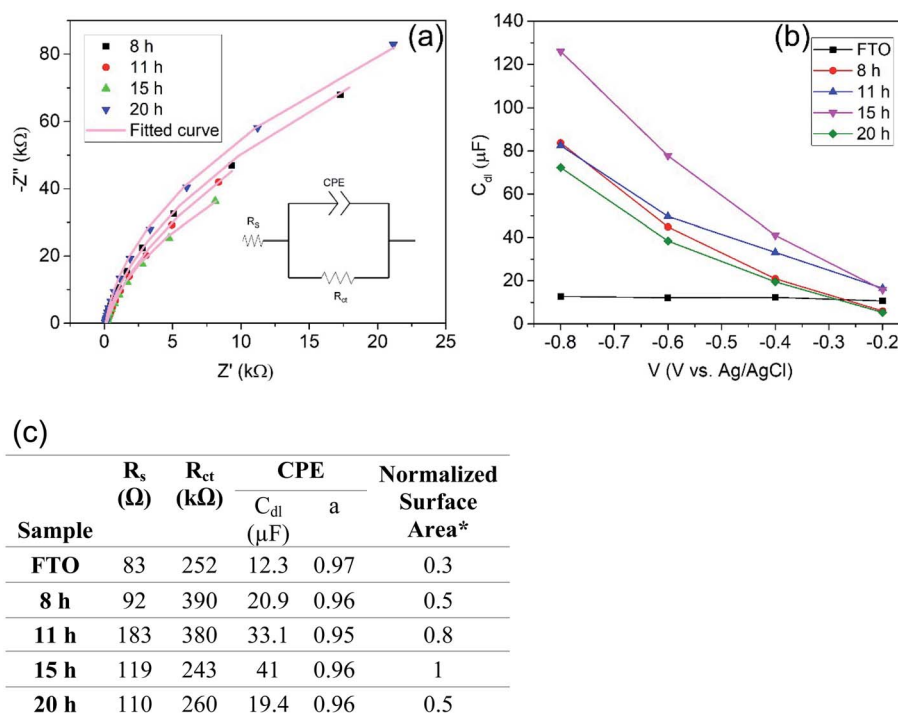 (a)
8 h
11 h
15 h
20 h
Fitted curve
-Z'' (kΩ)
80
60
40
20
0
0 5 10 15 20 25
Z' (kΩ)
CPE
Rs
Rct
(b)
FTO
8 h
11 h
15 h
20 h
Cdl (µF)
140
120
100
80
60
40
20
0
-0.8 -0.7 -0.6 -0.5 -0.4 -0.3 -0.2
V (V vs. Ag/AgCl)
(c)
Sample Rs (Ω) Rct (kΩ) CPE Normalized Surface Area*
Cdl (µF) a
FTO 83 252 12.3 0.97 0.3
8 h 92 390 20.9 0.96 0.5
11 h 183 380 33.1 0.95 0.8
15 h 119 243 41 0.96 1
20 h 110 260 19.4 0.96 0.5